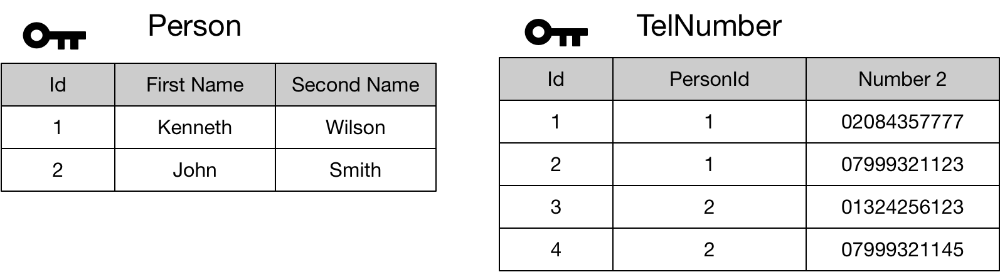 Person
Id First Name Second Name
1 Kenneth Wilson
2 John Smith
TelNumber
Id PersonId Number 2
1 1 02084357777
2 1 07999321123
3 2 01324256123
4 2 07999321145